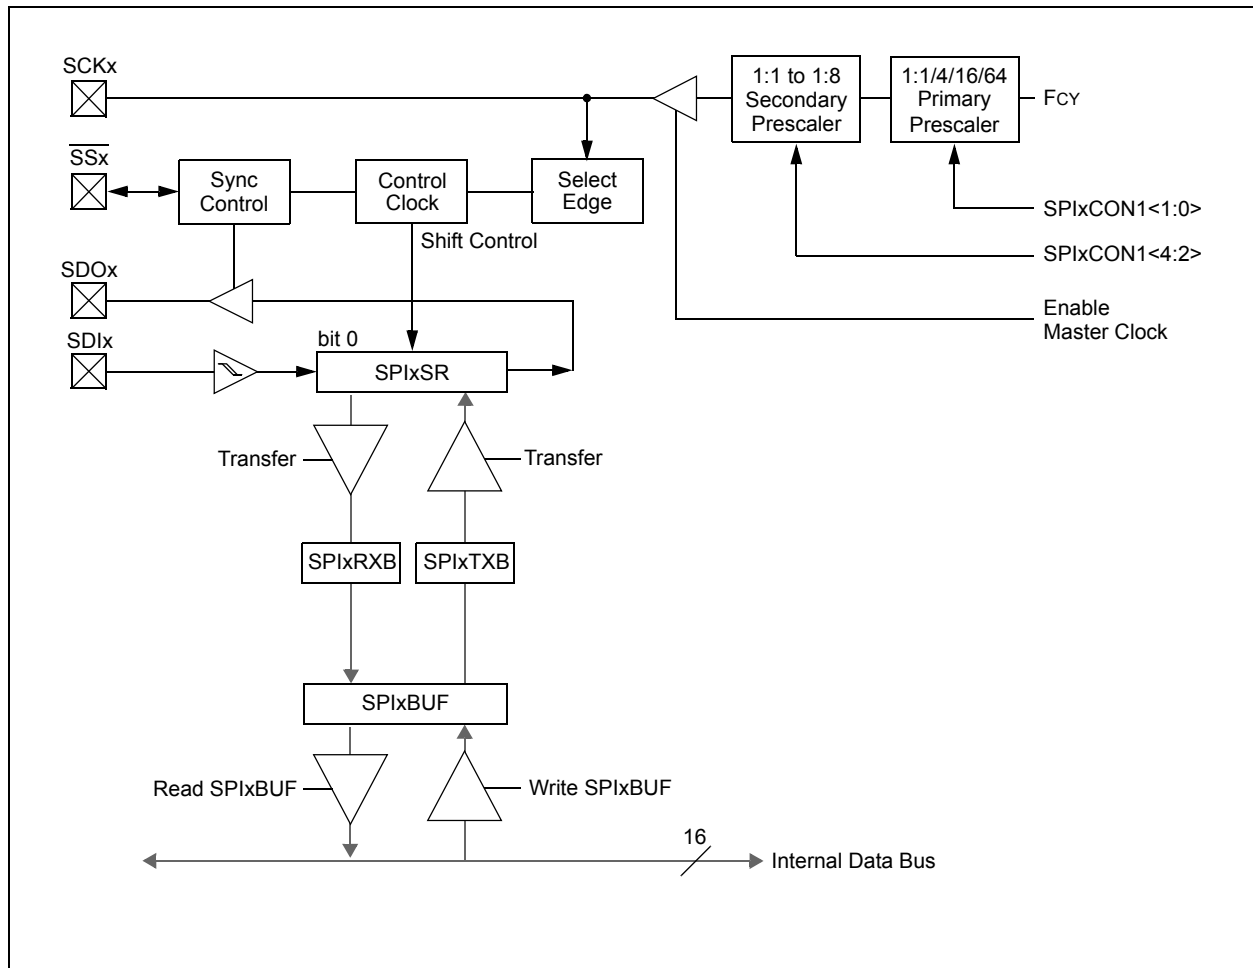 SCKx
1:1 to 1:8
Secondary
Prescaler
1:1/4/16/64
Primary
Prescaler
FCY
SSx
Sync
Control
Control
Clock
Select
Edge
SPIxCON1<1:0>
Shift Control
SPIxCON1<4:2>
SDOx
Enable
Master Clock
SDIx
bit 0
SPIxSR
Transfer
Transfer
SPIxRXB
SPIxTXB
SPIxBUF
Read SPIxBUF
Write SPIxBUF
16
Internal Data Bus